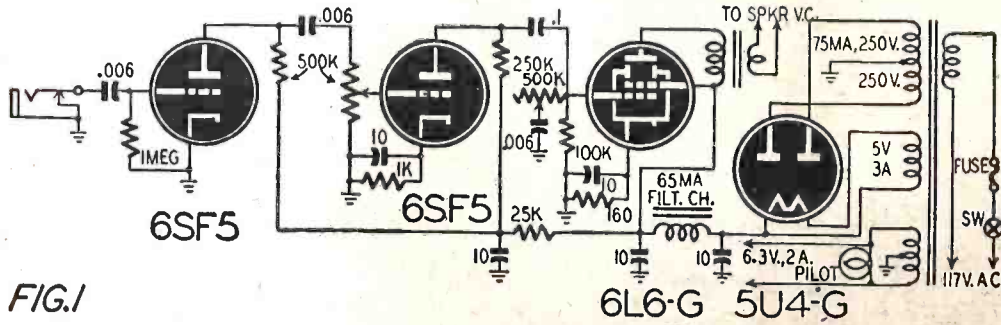 .006
1MEG
6SF5
.006
500K
10
1K
6SF5
.1
250K
500K
.006
100K
10
160
25K
10
TO SPKR V.C.
65MA
FILT. CH.
10
10
6L6-G
75MA, 250V.
250V.
5V
3A
6.3V., 2A.
PILOT
5U4-G
FUSE
SW
117V. AC
FIG.1